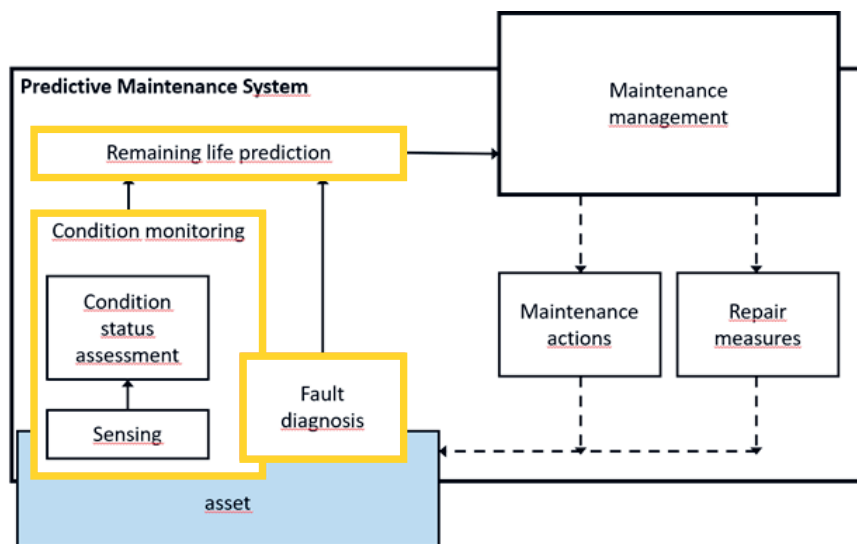 Predictive Maintenance System
Maintenance
management
Remaining life prediction
Condition monitoring
Condition
status
assessment
Sensing
Fault
diagnosis
Maintenance
actions
Repair
measures
asset